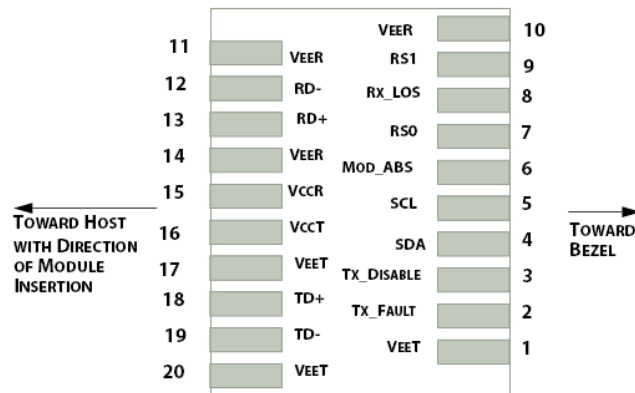 11 VEER
12 RD-
13 RD+
14 VEER
15 VCCR
16 VCCT
17 VEET
18 TD+
19 TD-
20 VEET
VEER 10
RS1 9
RX_LOS 8
RS0 7
MOD_ABS 6
SCL 5
SDA 4
TX_DISABLE 3
TX_FAULT 2
VEET 1
TOWARD HOST
WITH DIRECTION
OF MODULE
INSERTION
TOWARD
BEZEL